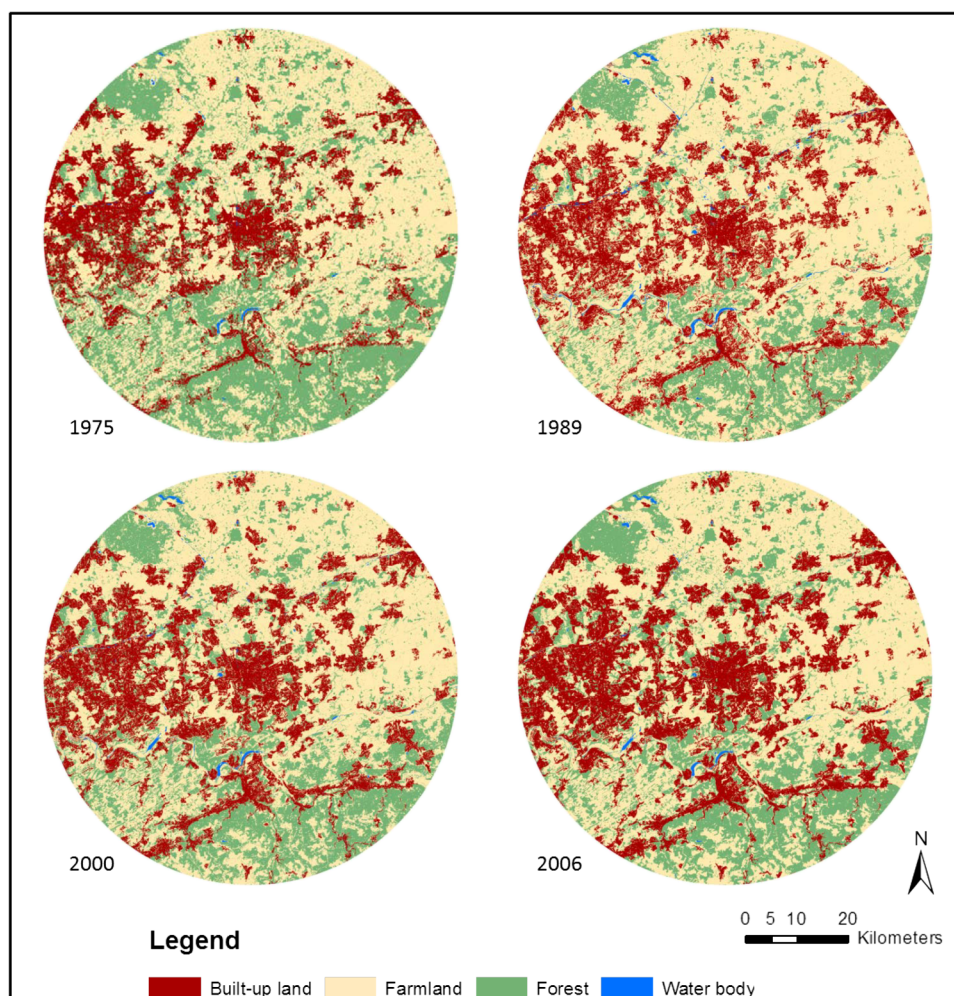 1975
1989
2000
2006
N
0 5 10 20
Kilometers
Legend
Built-up land Farmland Forest Water body